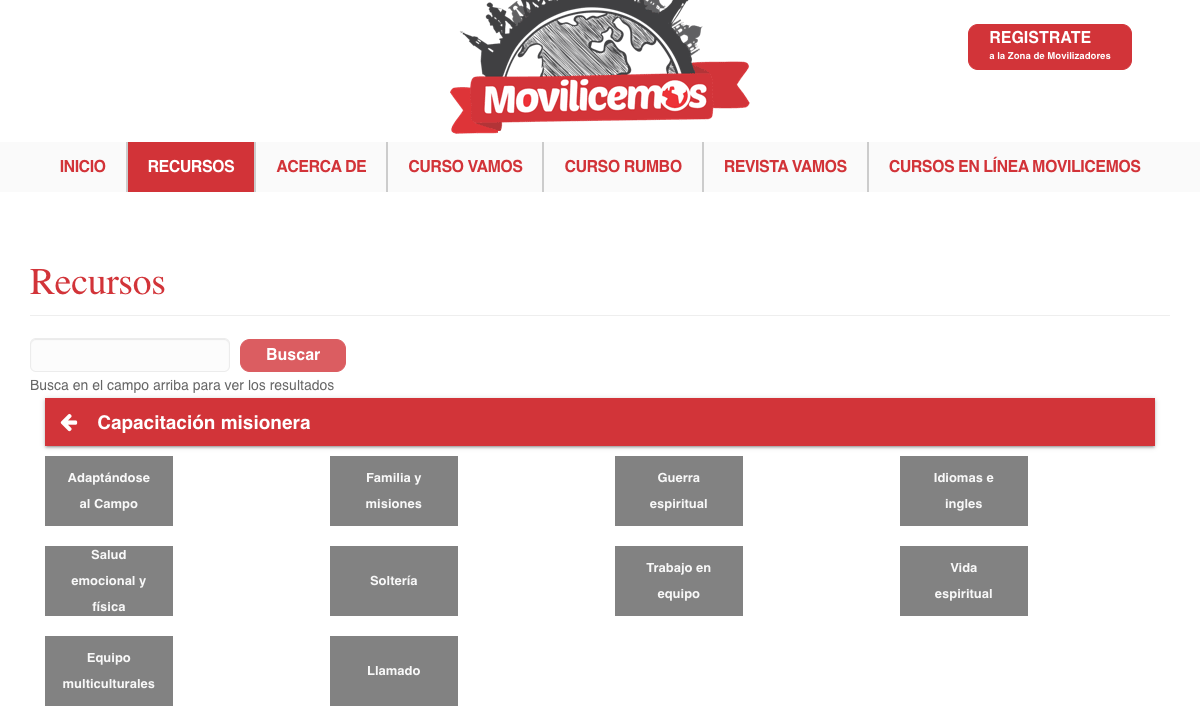 REGISTRATE
a la Zona de Movilizadores
Movilicemos
INICIO
RECURSOS
ACERCA DE
CURSO VAMOS
CURSO RUMBO
REVISTA VAMOS
CURSOS EN LÍNEA MOVILICEMOS
Recursos
Buscar
Busca en el campo arriba para ver los resultados
Capacitación misionera
Adaptándose
al Campo
Familia y
misiones
Guerra
espiritual
Idiomas e
ingles
Salud
emocional y
física
Soltería
Trabajo en
equipo
Vida
espiritual
Equipo
multiculturales
Llamado